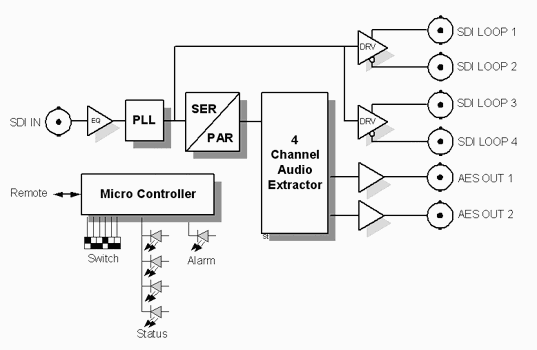 SDI LOOP 1
DRV
SDI LOOP 2
SDI LOOP 3
SDI IN
EQ
PLL
SER
PAR
DRV
SDI LOOP 4
4
Channel
Audio
Extractor
AES OUT 1
AES OUT 2
Remote
Micro Controller
Switch
Alarm
Status